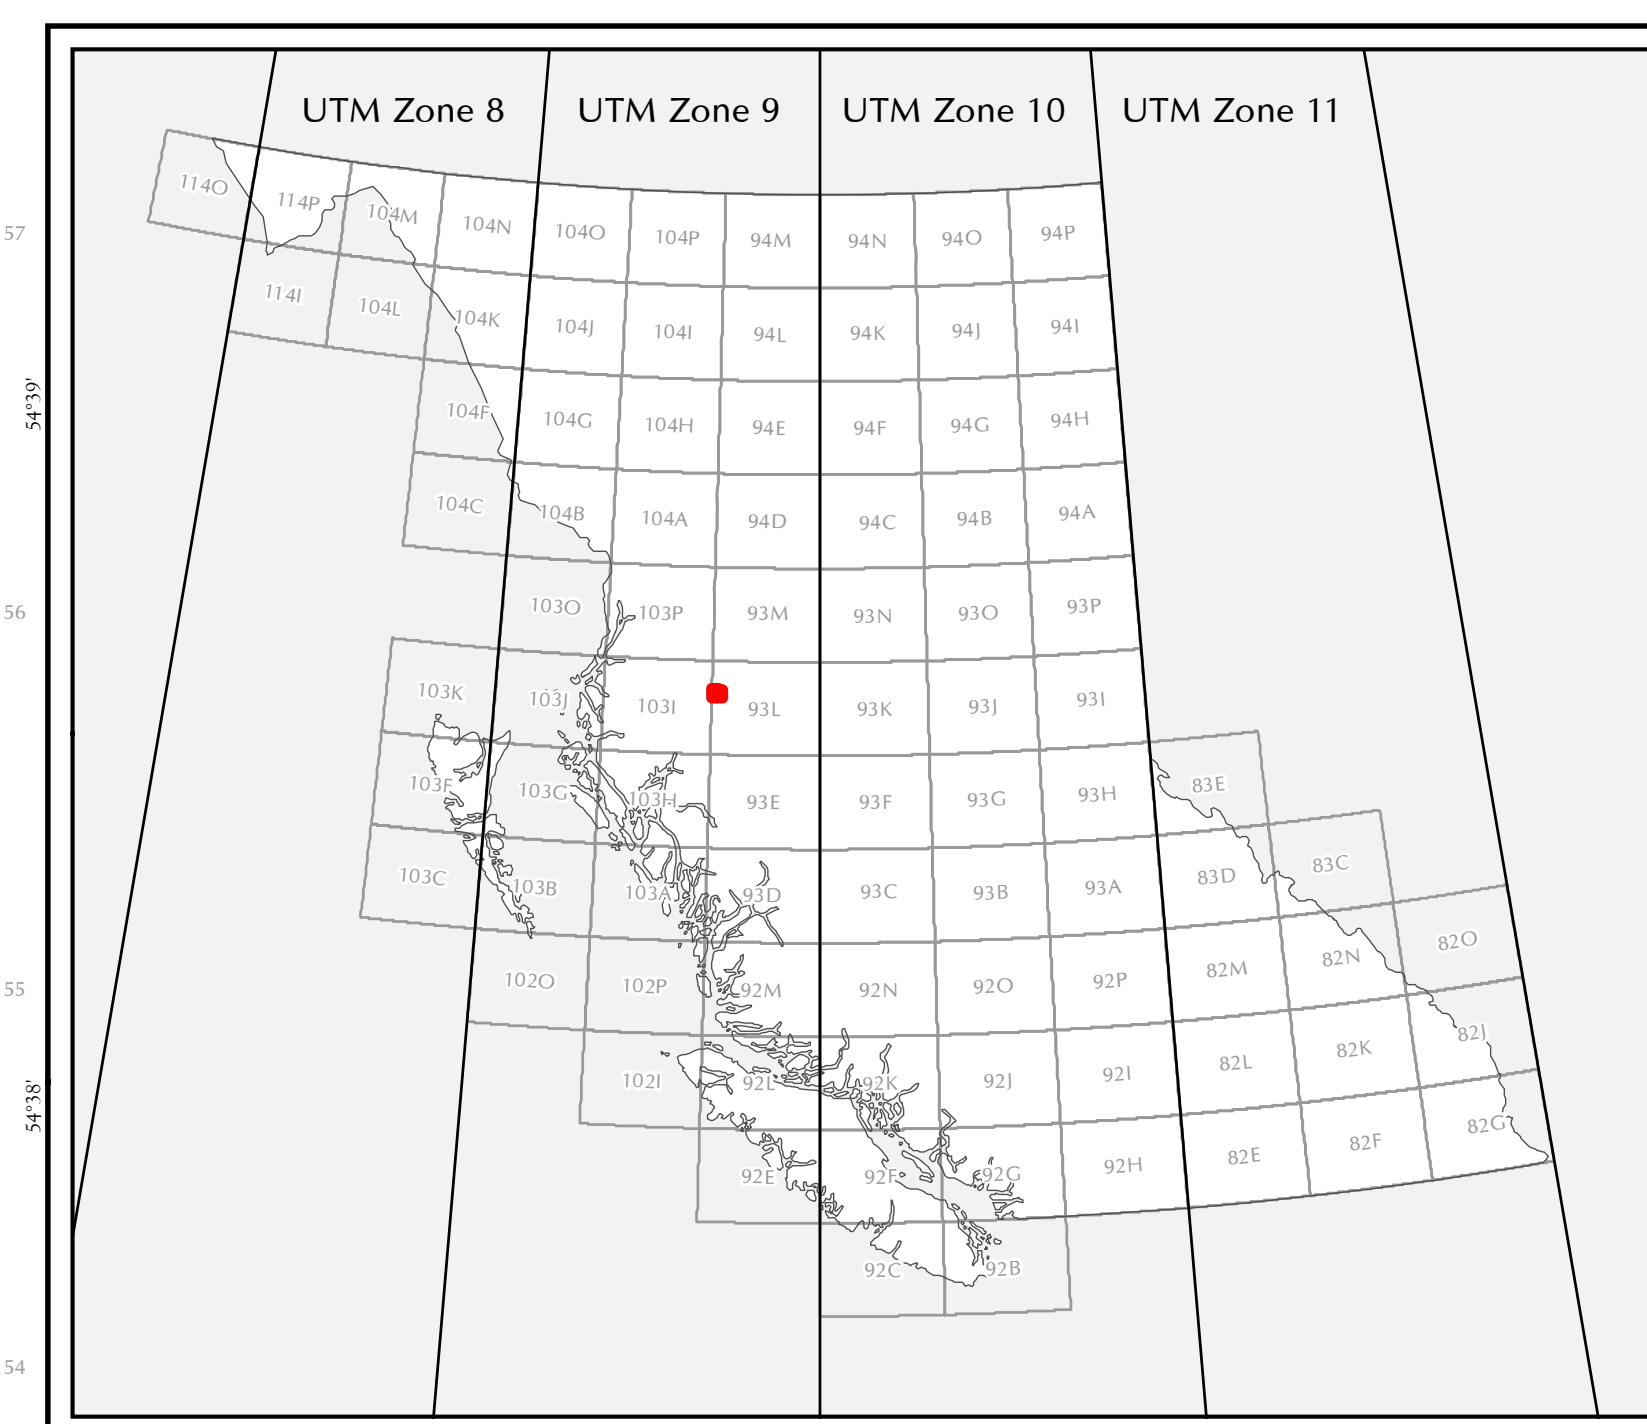 UTM Zone 8 UTM Zone 9 UTM Zone 10 UTM Zone 11
114O 114P 104M 104N 104O 104P 94M 94N 94O 94P
57
114I 104L 104K 104J 104I 94L 94K 94J 94I
54°39'
104F 104G 104H 94E 94F 94G 94H
104C 104B 104A 94D 94C 94B 94A
56
103O 103P 93M 93N 93O 93P
103K 103J 103I 93L 93K 93J 93I
103F 103G 103H 93E 93F 93G 93H 83E
103C 103B 103A 93D 93C 93B 93A 83D 83C
55
102O 102P 92M 92N 92O 92P 82M 82N 82O
54°38'
102I 92L 92K 92J 92I 82L 82K 82J
92E 92F 92G 92H 82E 82F 82G
92C 92B
54